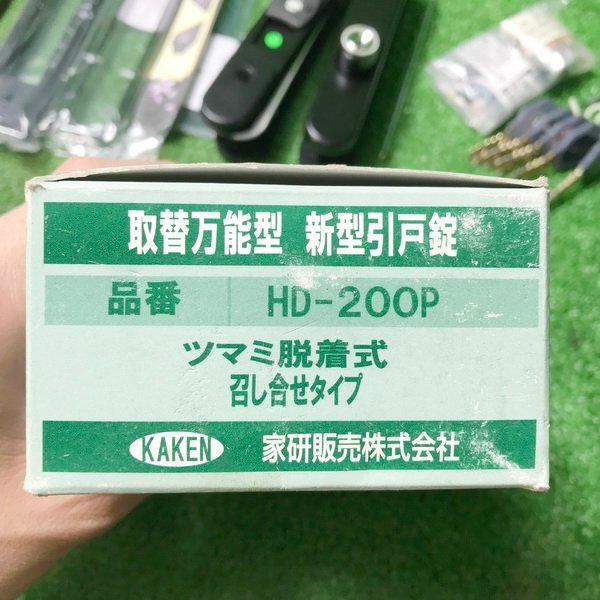 取替万能型 新型引戸錠
品番 HD-200P
ツマミ脱着式
召し合せタイプ
KAKEN 家研販売株式会社